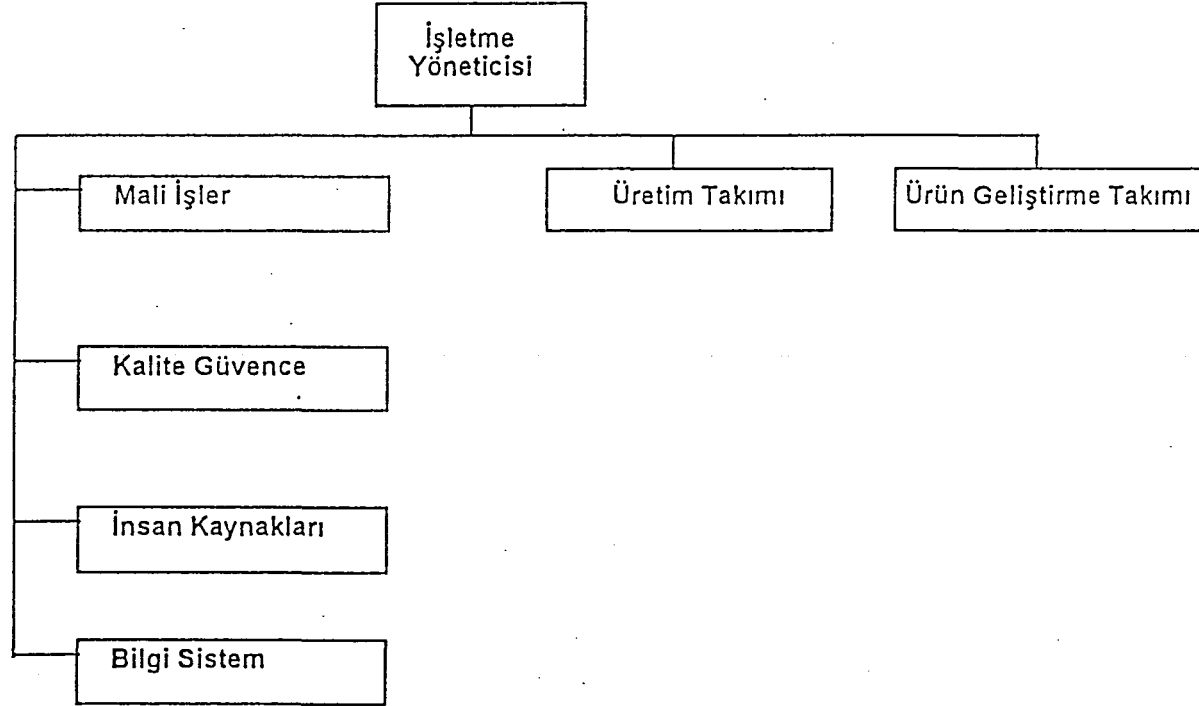 İşletme
Yöneticisi
Mali İşler
Üretim Takımı
Ürün Geliştirme Takımı
Kalite Güvence
İnsan Kaynakları
Bilgi Sistem